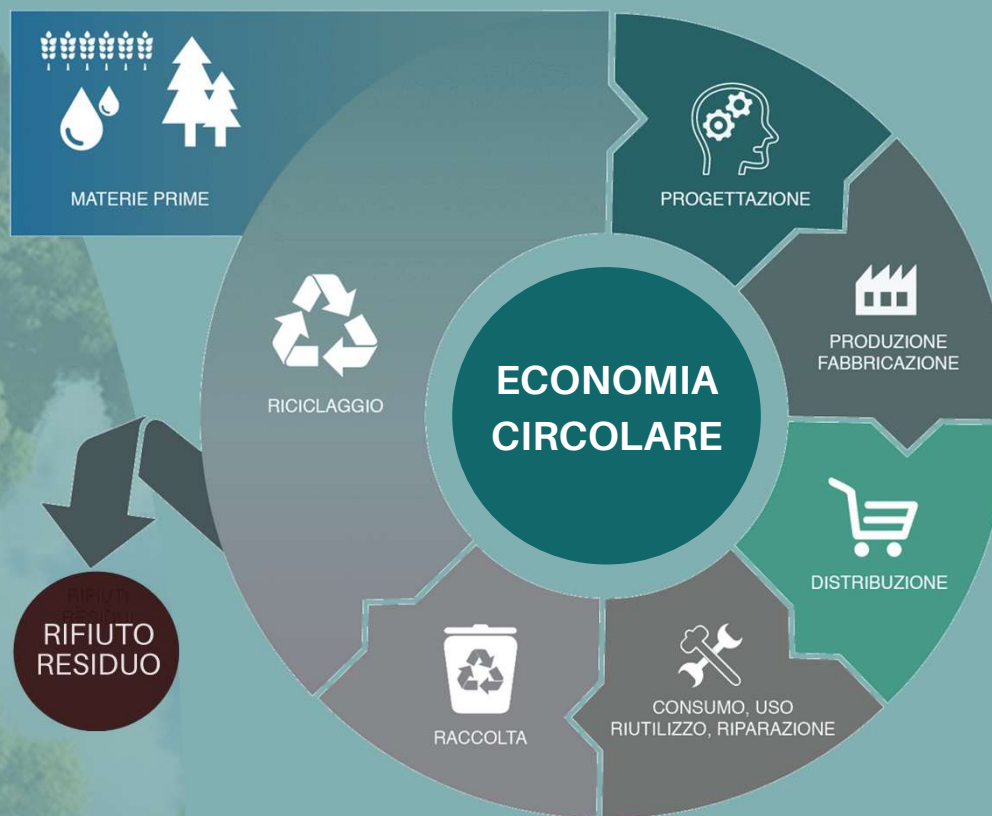 MATERIE PRIME
PROGETTAZIONE
PRODUZIONE
FABBRICAZIONE
RICICLAGGIO
ECONOMIA
CIRCOLARE
DISTRIBUZIONE
RIFIUTO
RESIDUO
CONSUMO, USO
RIUTILIZZO, RIPARAZIONE
RACCOLTA